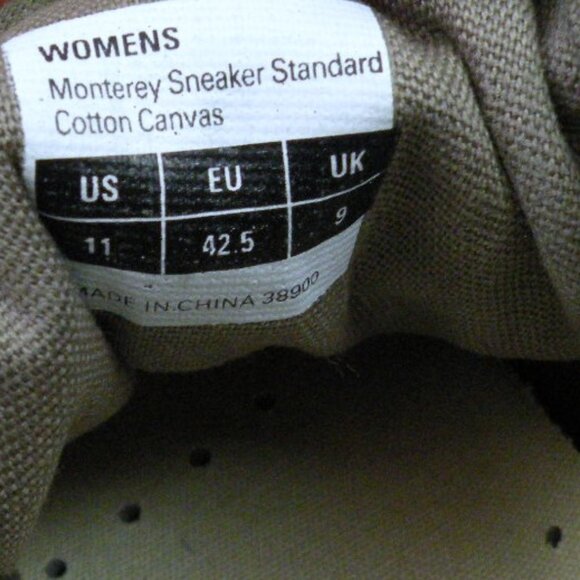 WOMENS
Monterey Sneaker Standard
Cotton Canvas
US EU UK
11 42.5 9
MADE IN CHINA 38900